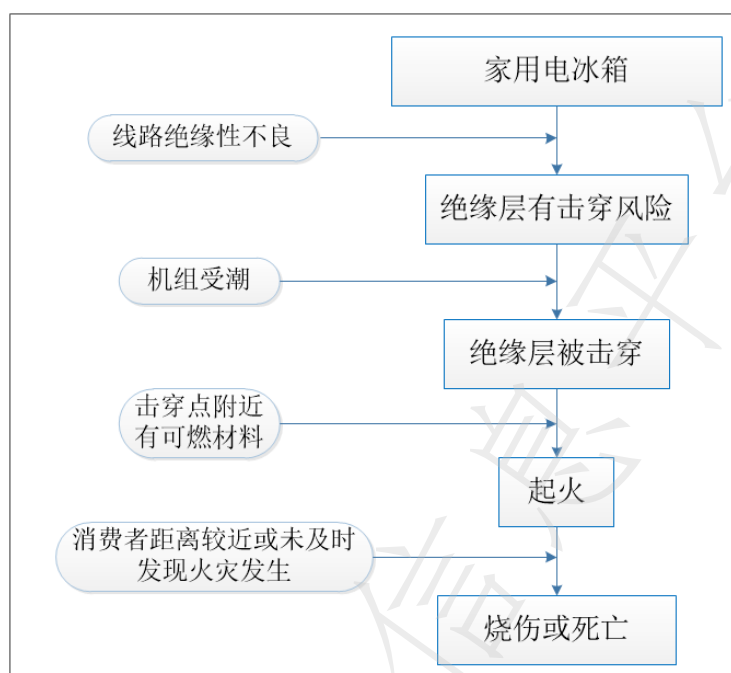 家用电冰箱
线路绝缘性不良
绝缘层有击穿风险
机组受潮
绝缘层被击穿
击穿点附近
有可燃材料
起火
消费者距离较近或未及时
发现火灾发生
烧伤或死亡